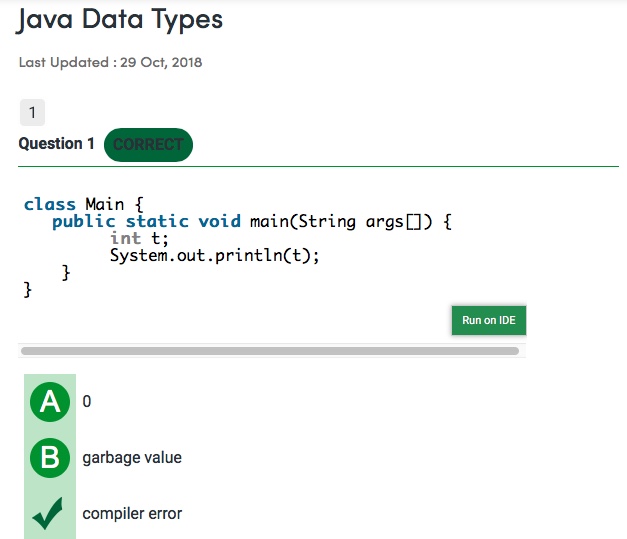 Java Data Types
Last Updated : 29 Oct, 2018
1
Question 1 CORRECT
class Main {
public static void main(String args[]) {
int t;
System.out.println(t);
}
}
Run on IDE
A 0
B garbage value
compiler error